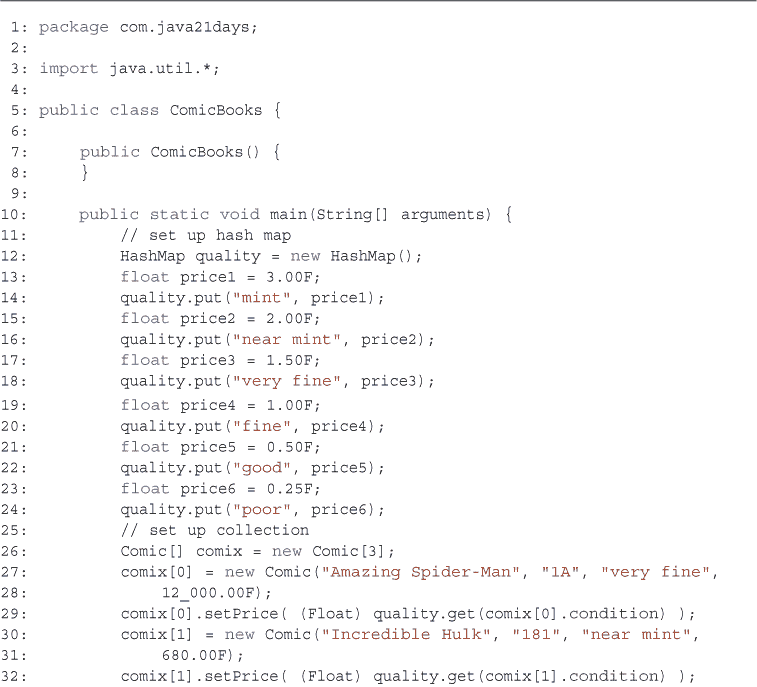 1: package com.java21days;
2:
3: import java.util.*;
4:
5: public class ComicBooks {
6:
7:     public ComicBooks() {
8:     }
9:
10:     public static void main(String[] arguments) {
11:         // set up hash map
12:         HashMap quality = new HashMap();
13:         float price1 = 3.00F;
14:         quality.put("mint", price1);
15:         float price2 = 2.00F;
16:         quality.put("near mint", price2);
17:         float price3 = 1.50F;
18:         quality.put("very fine", price3);
19:         float price4 = 1.00F;
20:         quality.put("fine", price4);
21:         float price5 = 0.50F;
22:         quality.put("good", price5);
23:         float price6 = 0.25F;
24:         quality.put("poor", price6);
25:         // set up collection
26:         Comic[] comix = new Comic[3];
27:         comix[0] = new Comic("Amazing Spider-Man", "1A", "very fine",
28:             12_000.00F);
29:         comix[0].setPrice( (Float) quality.get(comix[0].condition) );
30:         comix[1] = new Comic("Incredible Hulk", "181", "near mint",
31:             680.00F);
32:         comix[1].setPrice( (Float) quality.get(comix[1].condition) );